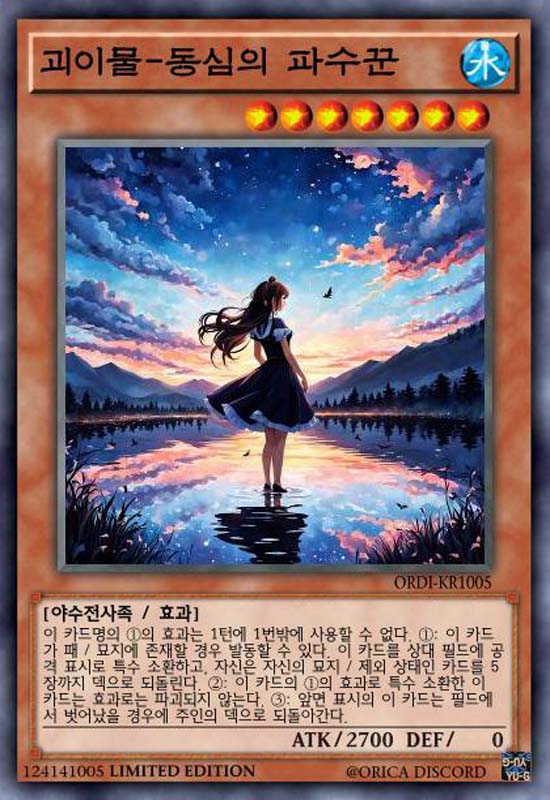 괴이물-동심의 파수꾼
水
ORDI-KR1005
[야수전사족 / 효과]
이 카드명의 ①의 효과는 1턴에 1번밖에 사용할 수 없다. ①: 이 카드
가 패 / 묘지에 존재할 경우 발동할 수 있다. 이 카드를 상대 필드에 공
격 표시로 특수 소환하고, 자신은 자신의 묘지 / 제외 상태인 카드를 5
장까지 덱으로 되돌린다. ②: 이 카드의 ①의 효과로 특수 소환한 이
카드는 효과로는 파괴되지 않는다. ③: 앞면 표시의 이 카드는 필드에
서 벗어났을 경우에 주인의 덱으로 되돌아간다.
ATK/2700 DEF/ 0
124141005 LIMITED EDITION @ORICA DISCORD
YU-G
YU-G